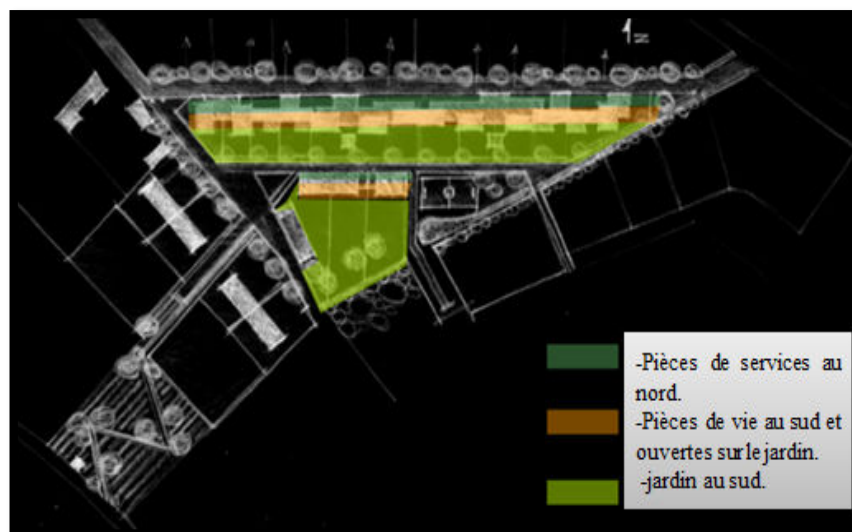 N
-Pièces de services au
nord.
-Pièces de vie au sud et
ouvertes sur le jardin.
-jardin au sud.